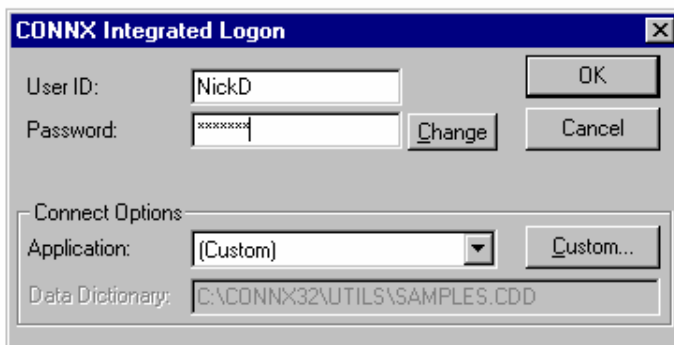 CONNX Integrated Logon
User ID: NickD
OK
Password: *******
Change
Cancel
Connect Options
Application: (Custom)
Custom...
Data Dictionary: C:\CONNX32\UTILS\SAMPLES.CDD